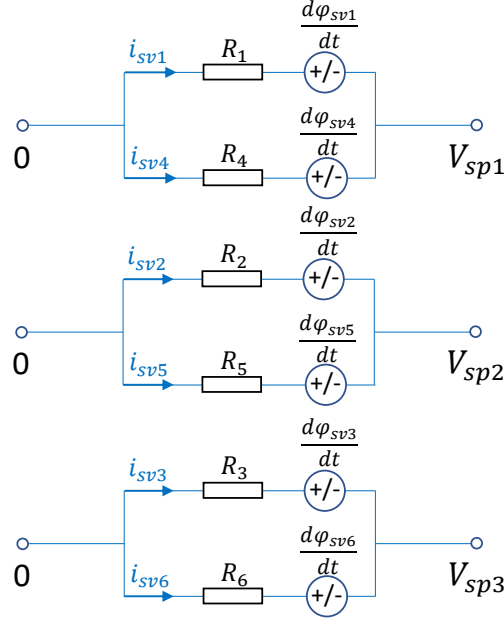 dφsv1
dt
isv1
R1
+/-
0
Vsp1
dφsv4
dt
isv4
R4
+/-
dφsv2
dt
isv2
R2
+/-
0
Vsp2
dφsv5
dt
isv5
R5
+/-
dφsv3
dt
isv3
R3
+/-
0
Vsp3
dφsv6
dt
isv6
R6
+/-